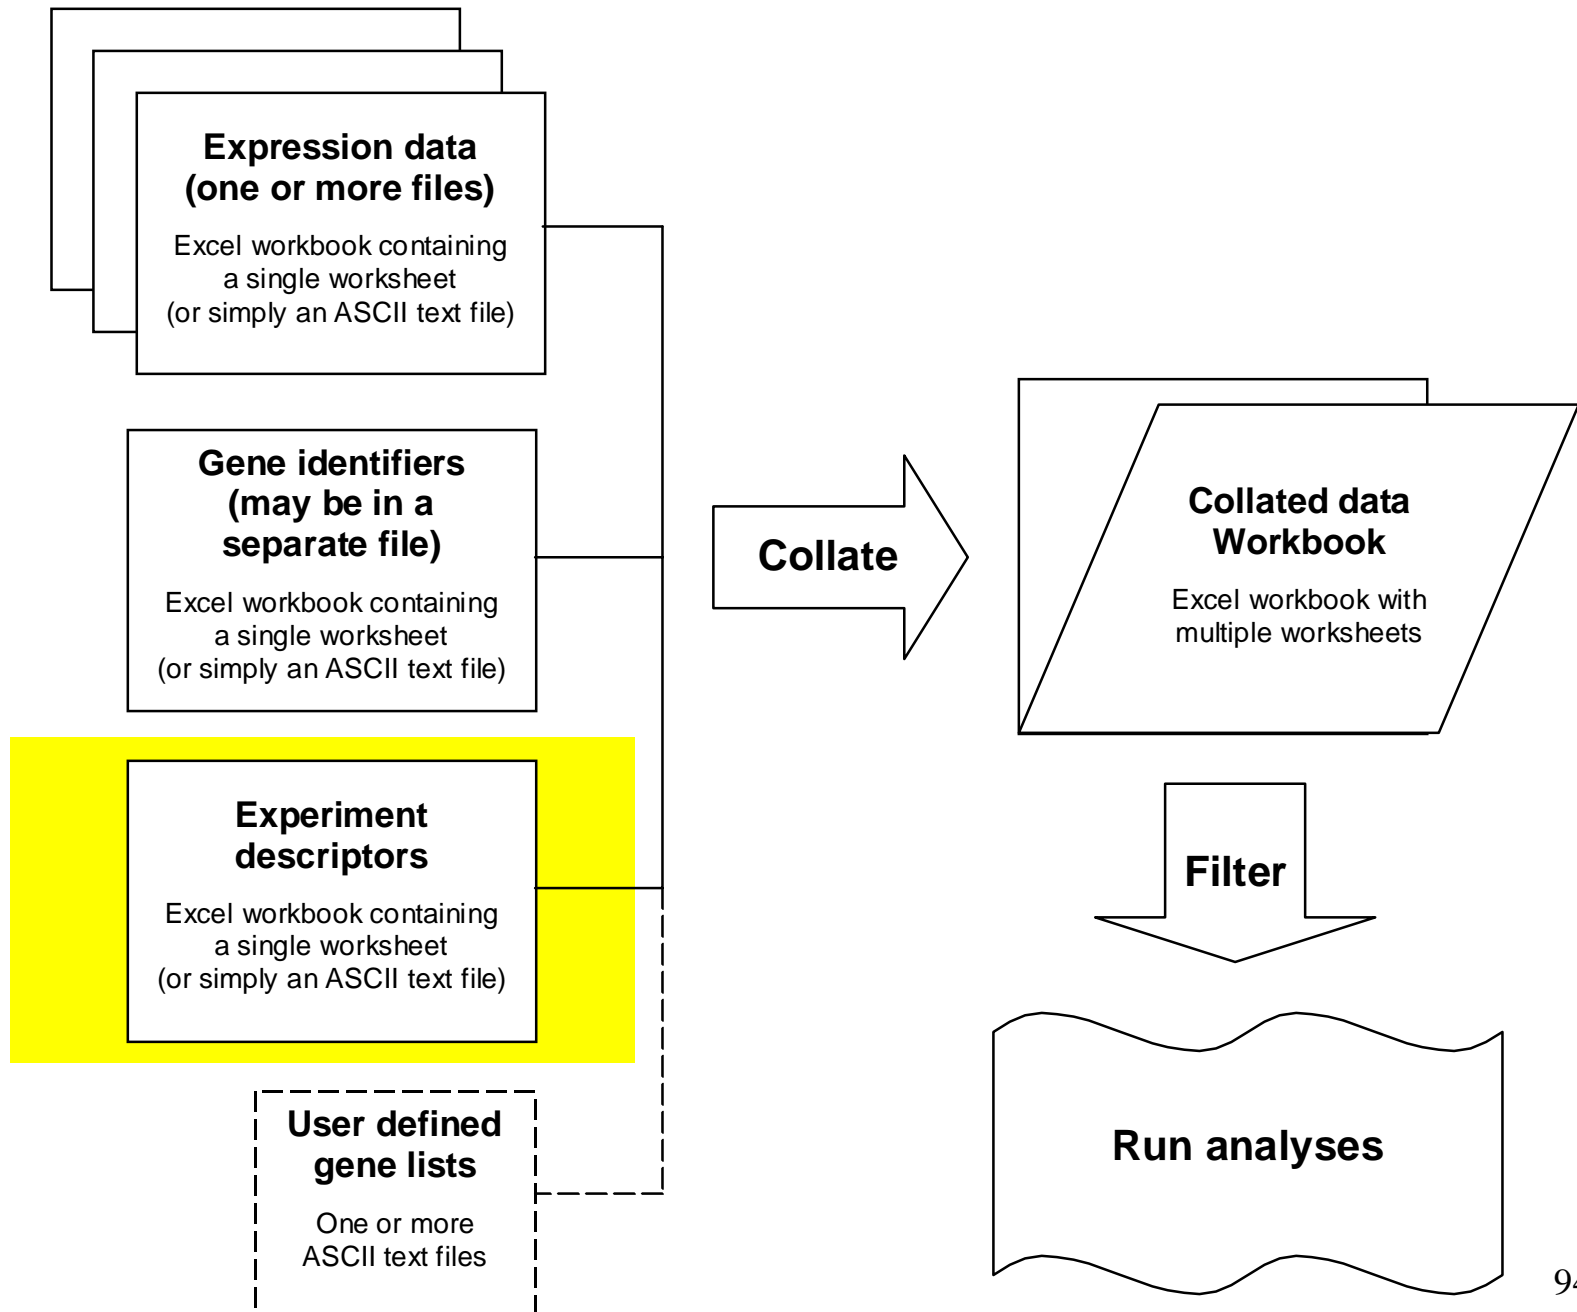 Expression data
(one or more files)
Excel workbook containing
a single worksheet
(or simply an ASCII text file)
Gene identifiers
(may be in a
separate file)
Excel workbook containing
a single worksheet
(or simply an ASCII text file)
Experiment
descriptors
Excel workbook containing
a single worksheet
(or simply an ASCII text file)
User defined
gene lists
One or more
ASCII text files
Collate
Collated data
Workbook
Excel workbook with
multiple worksheets
Filter
Run analyses
94